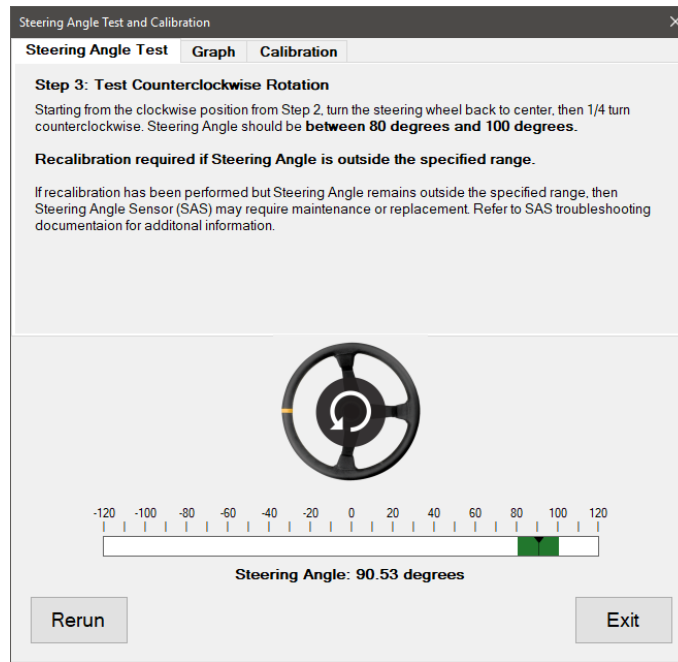 Steering Angle Test and Calibration
Steering Angle Test Graph Calibration
Step 3: Test Counterclockwise Rotation
Starting from the clockwise position from Step 2, turn the steering wheel back to center, then 1/4 turn
counterclockwise. Steering Angle should be between 80 degrees and 100 degrees.
Recalibration required if Steering Angle is outside the specified range.
If recalibration has been performed but Steering Angle remains outside the specified range, then
Steering Angle Sensor (SAS) may require maintenance or replacement. Refer to SAS troubleshooting
documentaion for additonal information.
-120 -100 -80 -60 -40 -20 0 20 40 60 80 100 120
Steering Angle: 90.53 degrees
Rerun Exit